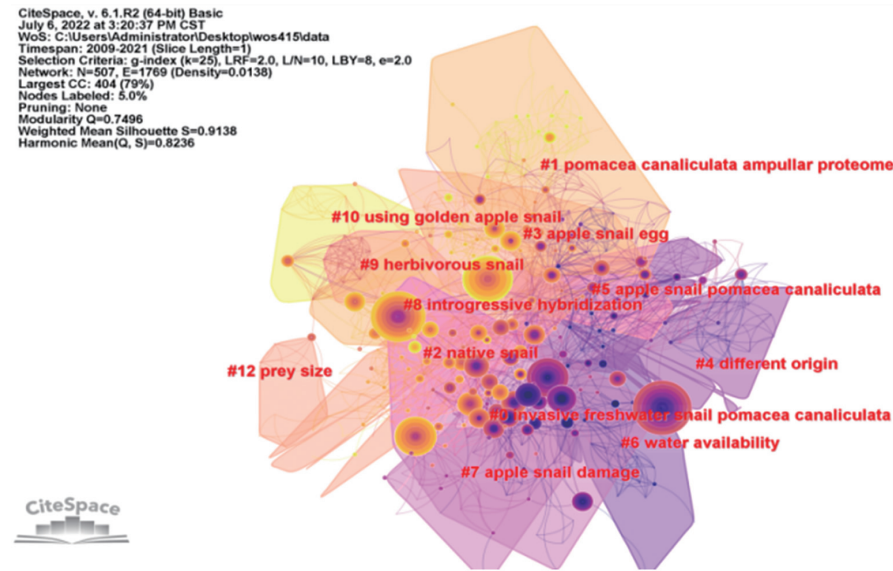 CiteSpace, v. 6.1.R2 (64-bit) Basic
July 6, 2022 at 3:20:37 PM CST
WoS: C:\Users\Administrator\Desktop\wos415\data
Timespan: 2009-2021 (Slice Length=1)
Selection Criteria: g-index (k=25), LRF=2.0, L/N=10, LBY=8, e=2.0
Network: N=507, E=1769 (Density=0.0138)
Largest CC: 404 (79%)
Nodes Labeled: 5.0%
Pruning: None
Modularity Q=0.7496
Weighted Mean Silhouette S=0.9138
Harmonic Mean(Q, S)=0.8236
#1 pomacea canaliculata ampullar proteome
#10 using golden apple snail
#3 apple snail egg
#9 herbivorous snail
#5 apple snail pomacea canaliculata
#8 introgressive hybridization
#2 native snail
#4 different origin
#12 prey size
#0 invasive freshwater snail pomacea canaliculata
#6 water availability
#7 apple snail damage
CiteSpace